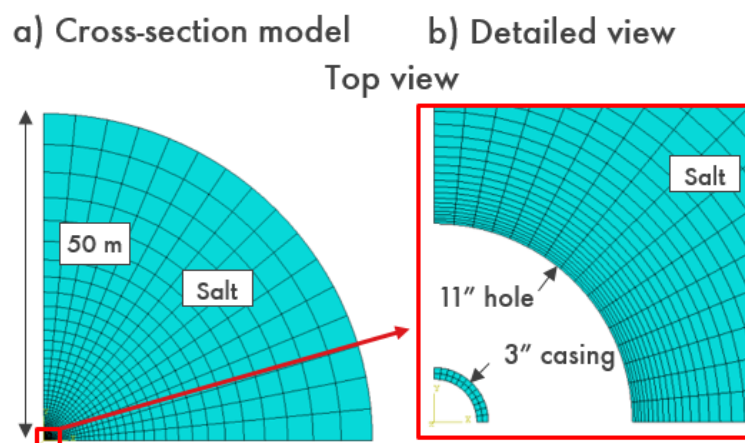 a) Cross-section model
b) Detailed view
Top view
50 m
Salt
Salt
11” hole
3” casing